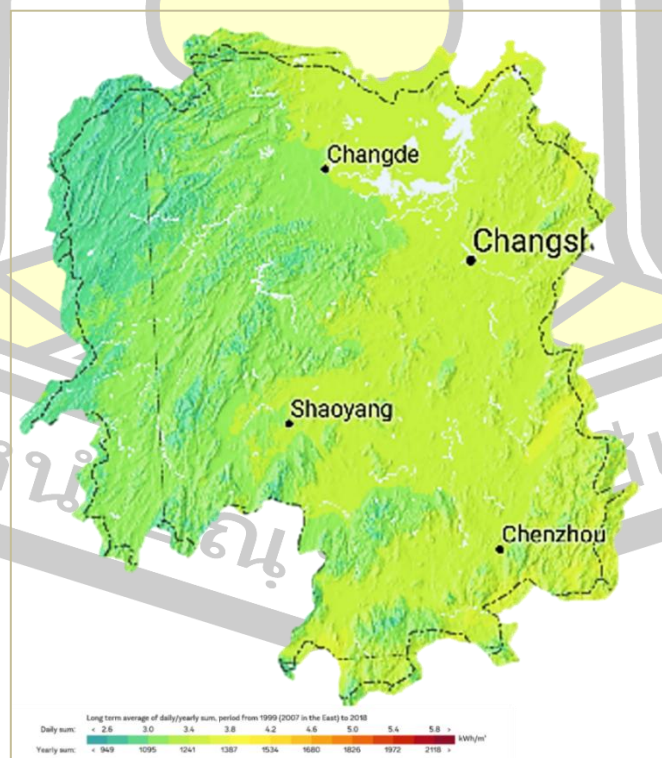 Changde
Changsh
Shaoyang
Chenzhou
Long term average of daily/yearly sum, period from 1999 (2007 in the East) to 2018
Daily sum: < 2.6 3.0 3.4 3.8 4.2 4.6 5.0 5.4 5.8 > kWh/m²
Yearly sum: < 949 1095 1241 1387 1534 1680 1826 1972 2118 >